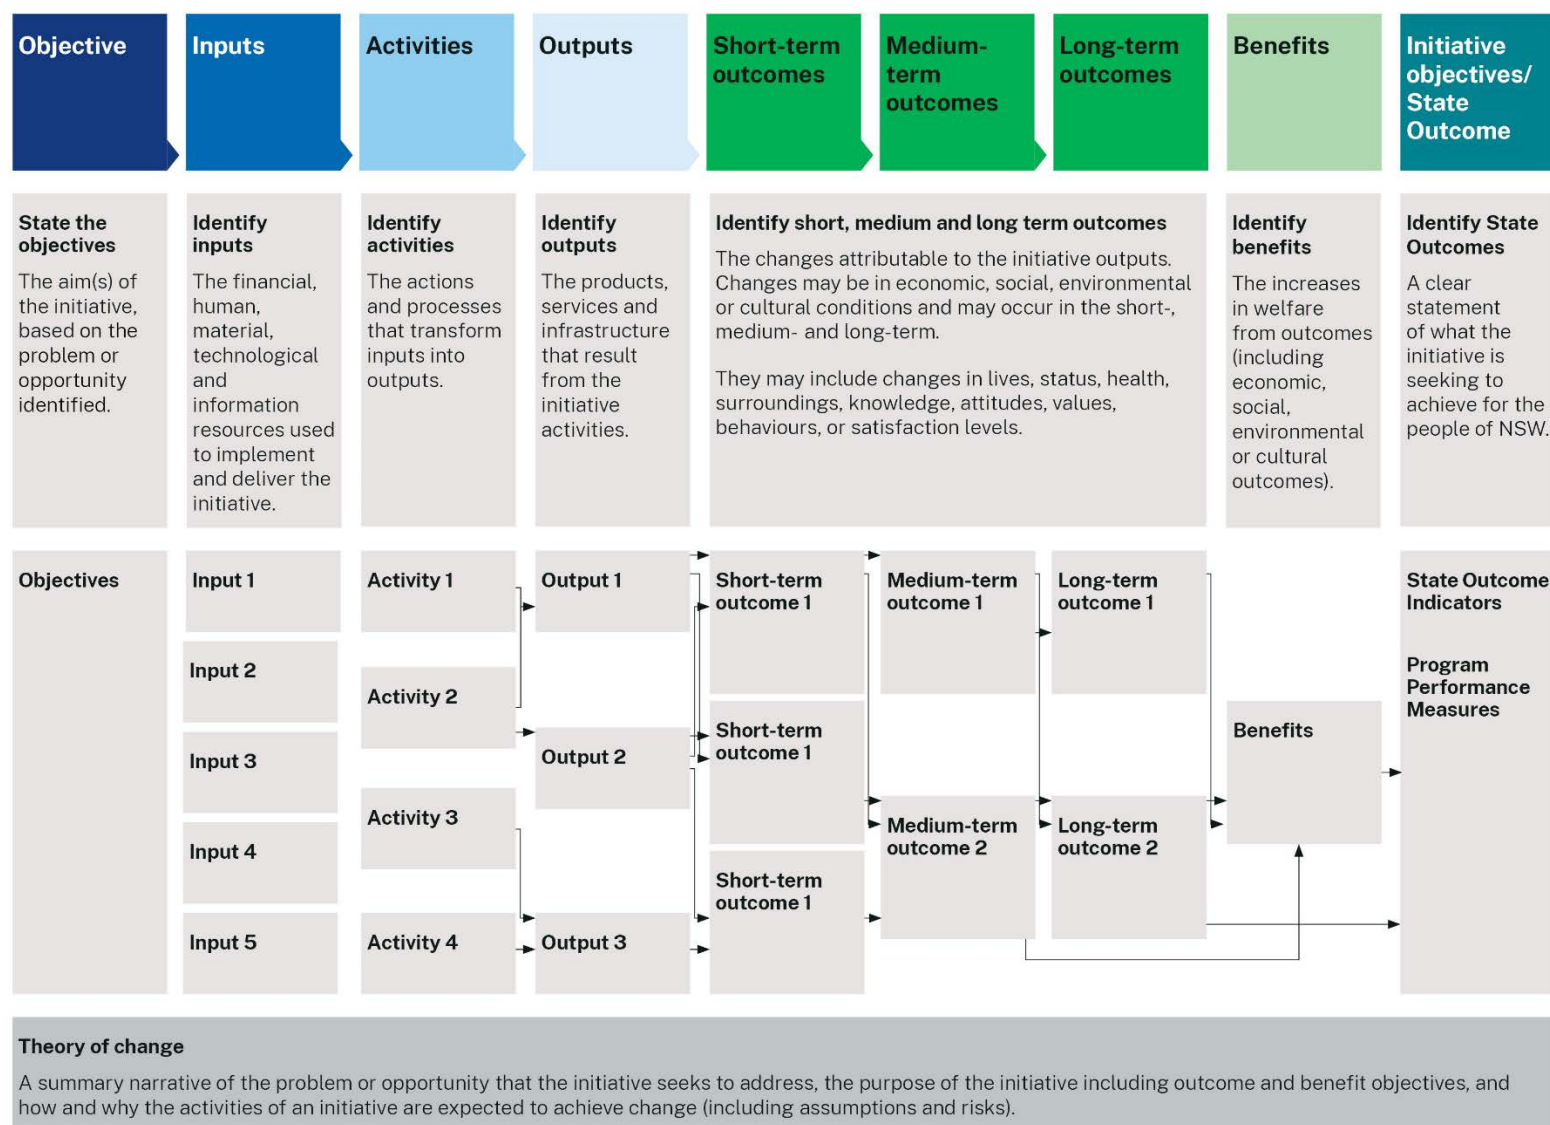 Objective
Inputs
Activities
Outputs
Short-term
outcomes
Medium-
term
outcomes
Long-term
outcomes
Benefits
Initiative
objectives/
State
Outcome
State the
objectives
The aim(s) of
the initiative,
based on the
problem or
opportunity
identified.
Identify
inputs
The financial,
human,
material,
technological
and
information
resources used
to implement
and deliver the
initiative.
Identify
activities
The actions
and processes
that transform
inputs into
outputs.
Identify
outputs
The products,
services and
infrastructure
that result
from the
initiative
activities.
Identify short, medium and long term outcomes
The changes attributable to the initiative outputs.
Changes may be in economic, social, environmental
or cultural conditions and may occur in the short-,
medium- and long-term.
They may include changes in lives, status, health,
surroundings, knowledge, attitudes, values,
behaviours, or satisfaction levels.
Identify
benefits
The increases
in welfare
from outcomes
(including
economic,
social,
environmental
or cultural
outcomes).
Identify State
Outcomes
A clear
statement
of what the
initiative is
seeking to
achieve for the
people of NSW.
Objectives
Input 1
Input 2
Input 3
Input 4
Input 5
Activity 1
Activity 2
Activity 3
Activity 4
Output 1
Output 2
Output 3
Short-term
outcome 1
Short-term
outcome 1
Short-term
outcome 1
Medium-term
outcome 1
Medium-term
outcome 2
Long-term
outcome 1
Long-term
outcome 2
Benefits
State Outcome
Indicators
Program
Performance
Measures
Theory of change
A summary narrative of the problem or opportunity that the initiative seeks to address, the purpose of the initiative including outcome and benefit objectives, and
how and why the activities of an initiative are expected to achieve change (including assumptions and risks).